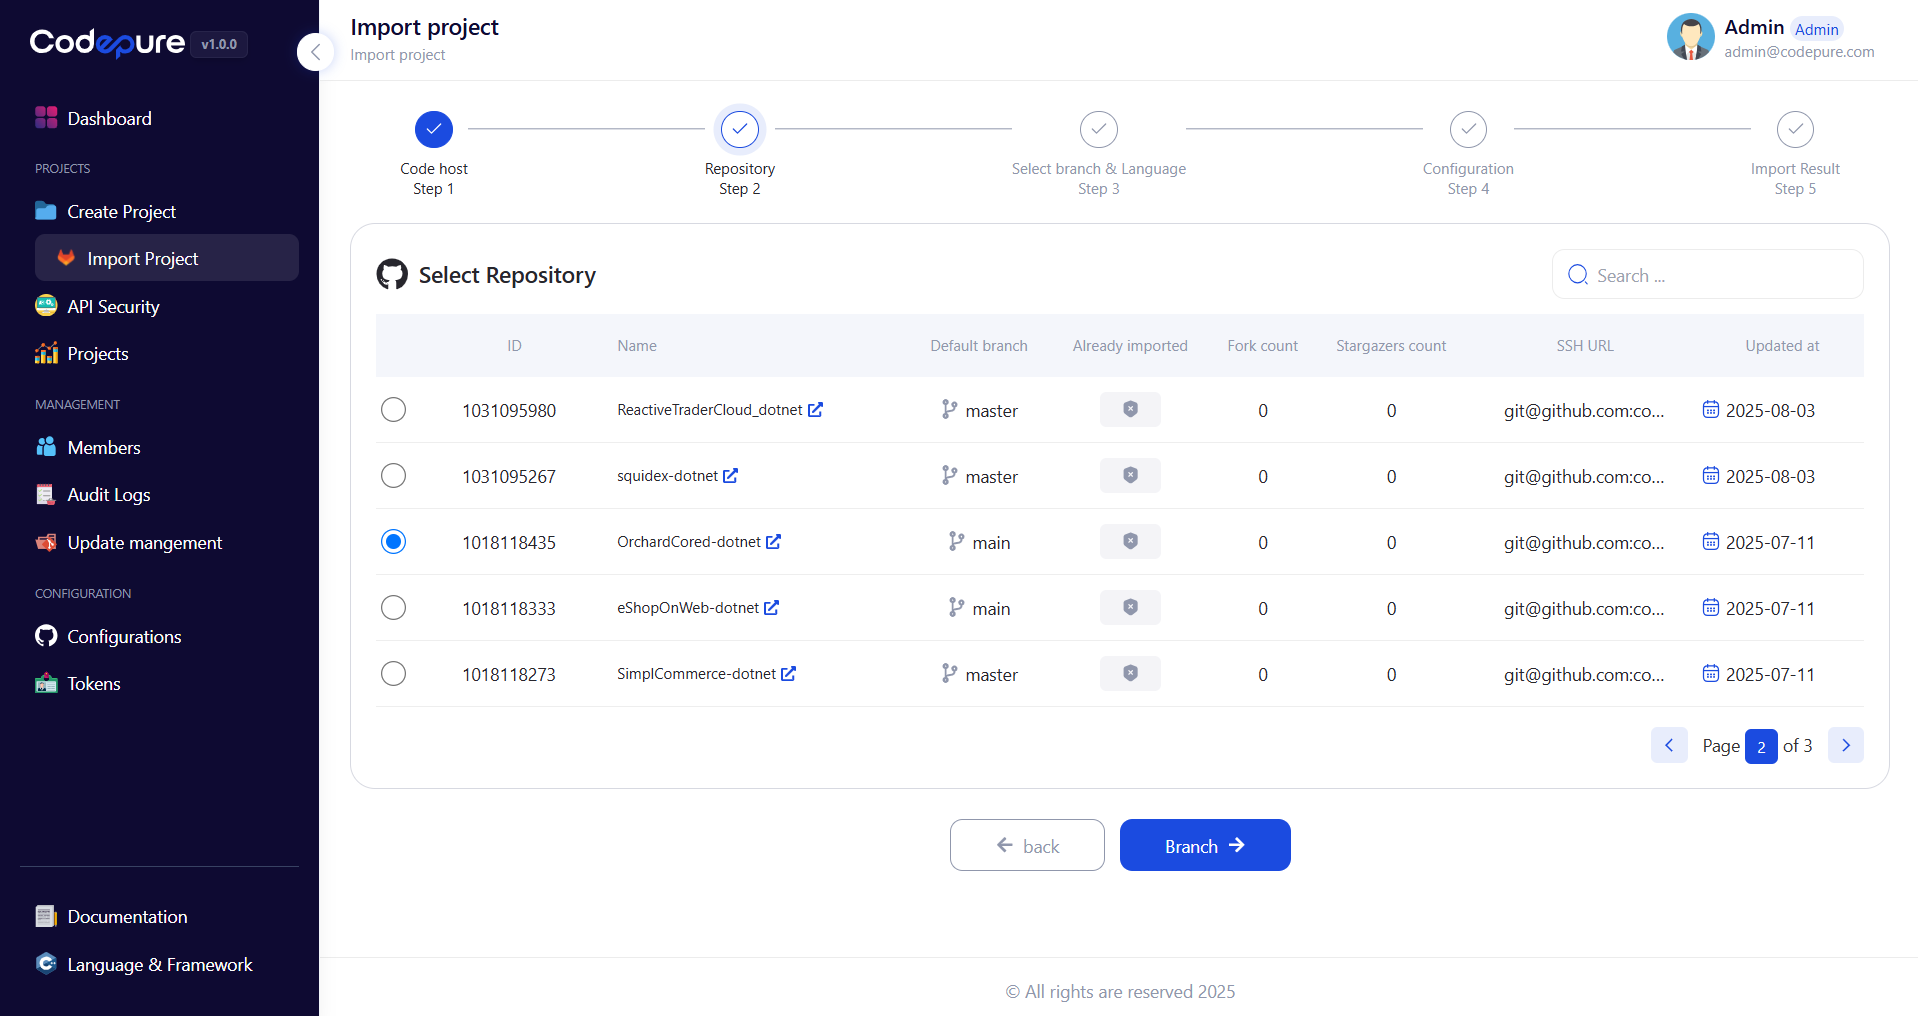 Codepure v1.0.0
Dashboard
PROJECTS
Create Project
Import Project
API Security
Projects
MANAGEMENT
Members
Audit Logs
Update mangement
CONFIGURATION
Configurations
Tokens
Documentation
Language & Framework
Import project
Import project
Admin Admin
admin@codepure.com
Code host
Step 1
Repository
Step 2
Select branch & Language
Step 3
Configuration
Step 4
Import Result
Step 5
Select Repository
Search ...
ID Name Default branch Already imported Fork count Stargazers count SSH URL Updated at
1031095980 ReactiveTraderCloud_dotnet master 0 0 git@github.com:co... 2025-08-03
1031095267 squidex-dotnet master 0 0 git@github.com:co... 2025-08-03
1018118435 OrchardCored-dotnet main 0 0 git@github.com:co... 2025-07-11
1018118333 eShopOnWeb-dotnet main 0 0 git@github.com:co... 2025-07-11
1018118273 SimplCommerce-dotnet master 0 0 git@github.com:co... 2025-07-11
Page 2 of 3
back
Branch
© All rights are reserved 2025